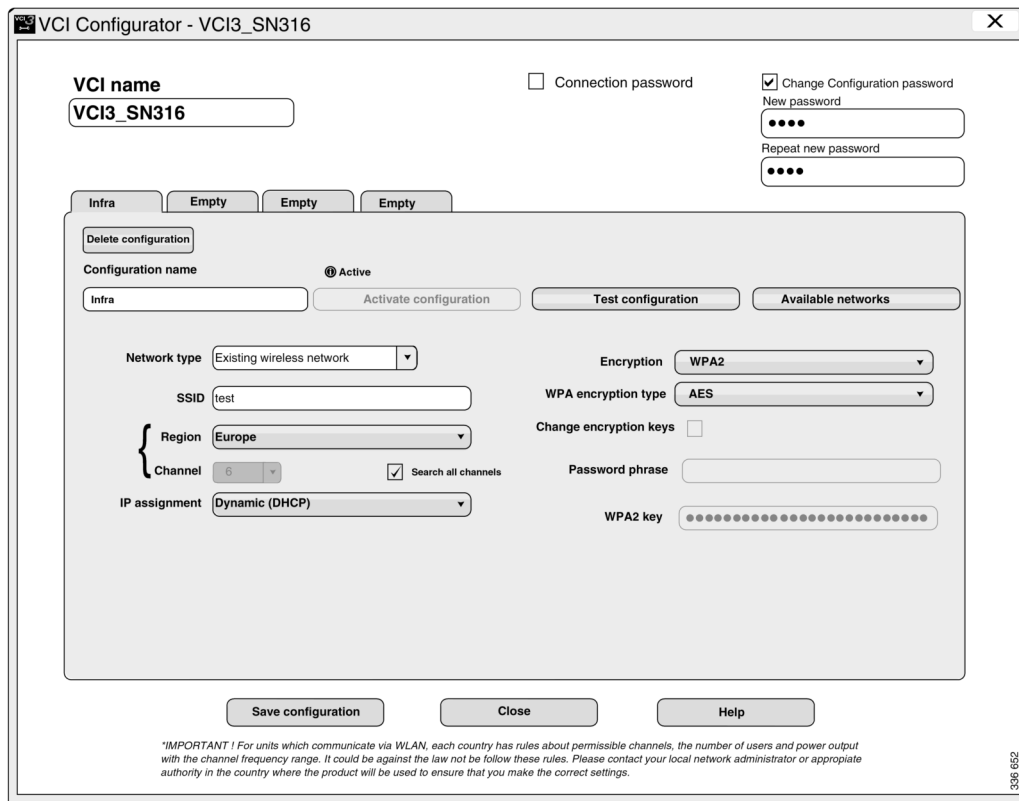 VCI 3 VCI Configurator - VCI3_SN316 X
VCI name
VCI3_SN316
Connection password
Change Configuration password
New password
••••
Repeat new password
••••
Infra Empty Empty Empty
Delete configuration
Configuration name
Active
Infra Activate configuration Test configuration Available networks
Network type Existing wireless network
SSID test
Region Europe
Channel 6 Search all channels
IP assignment Dynamic (DHCP)
Encryption WPA2
WPA encryption type AES
Change encryption keys
Password phrase
WPA2 key ••••••••••••••••••••••••••
Save configuration Close Help
*IMPORTANT ! For units which communicate via WLAN, each country has rules about permissible channels, the number of users and power output
with the channel frequency range. It could be against the law not be follow these rules. Please contact your local network administrator or appropiate
authority in the country where the product will be used to ensure that you make the correct settings.
336 652